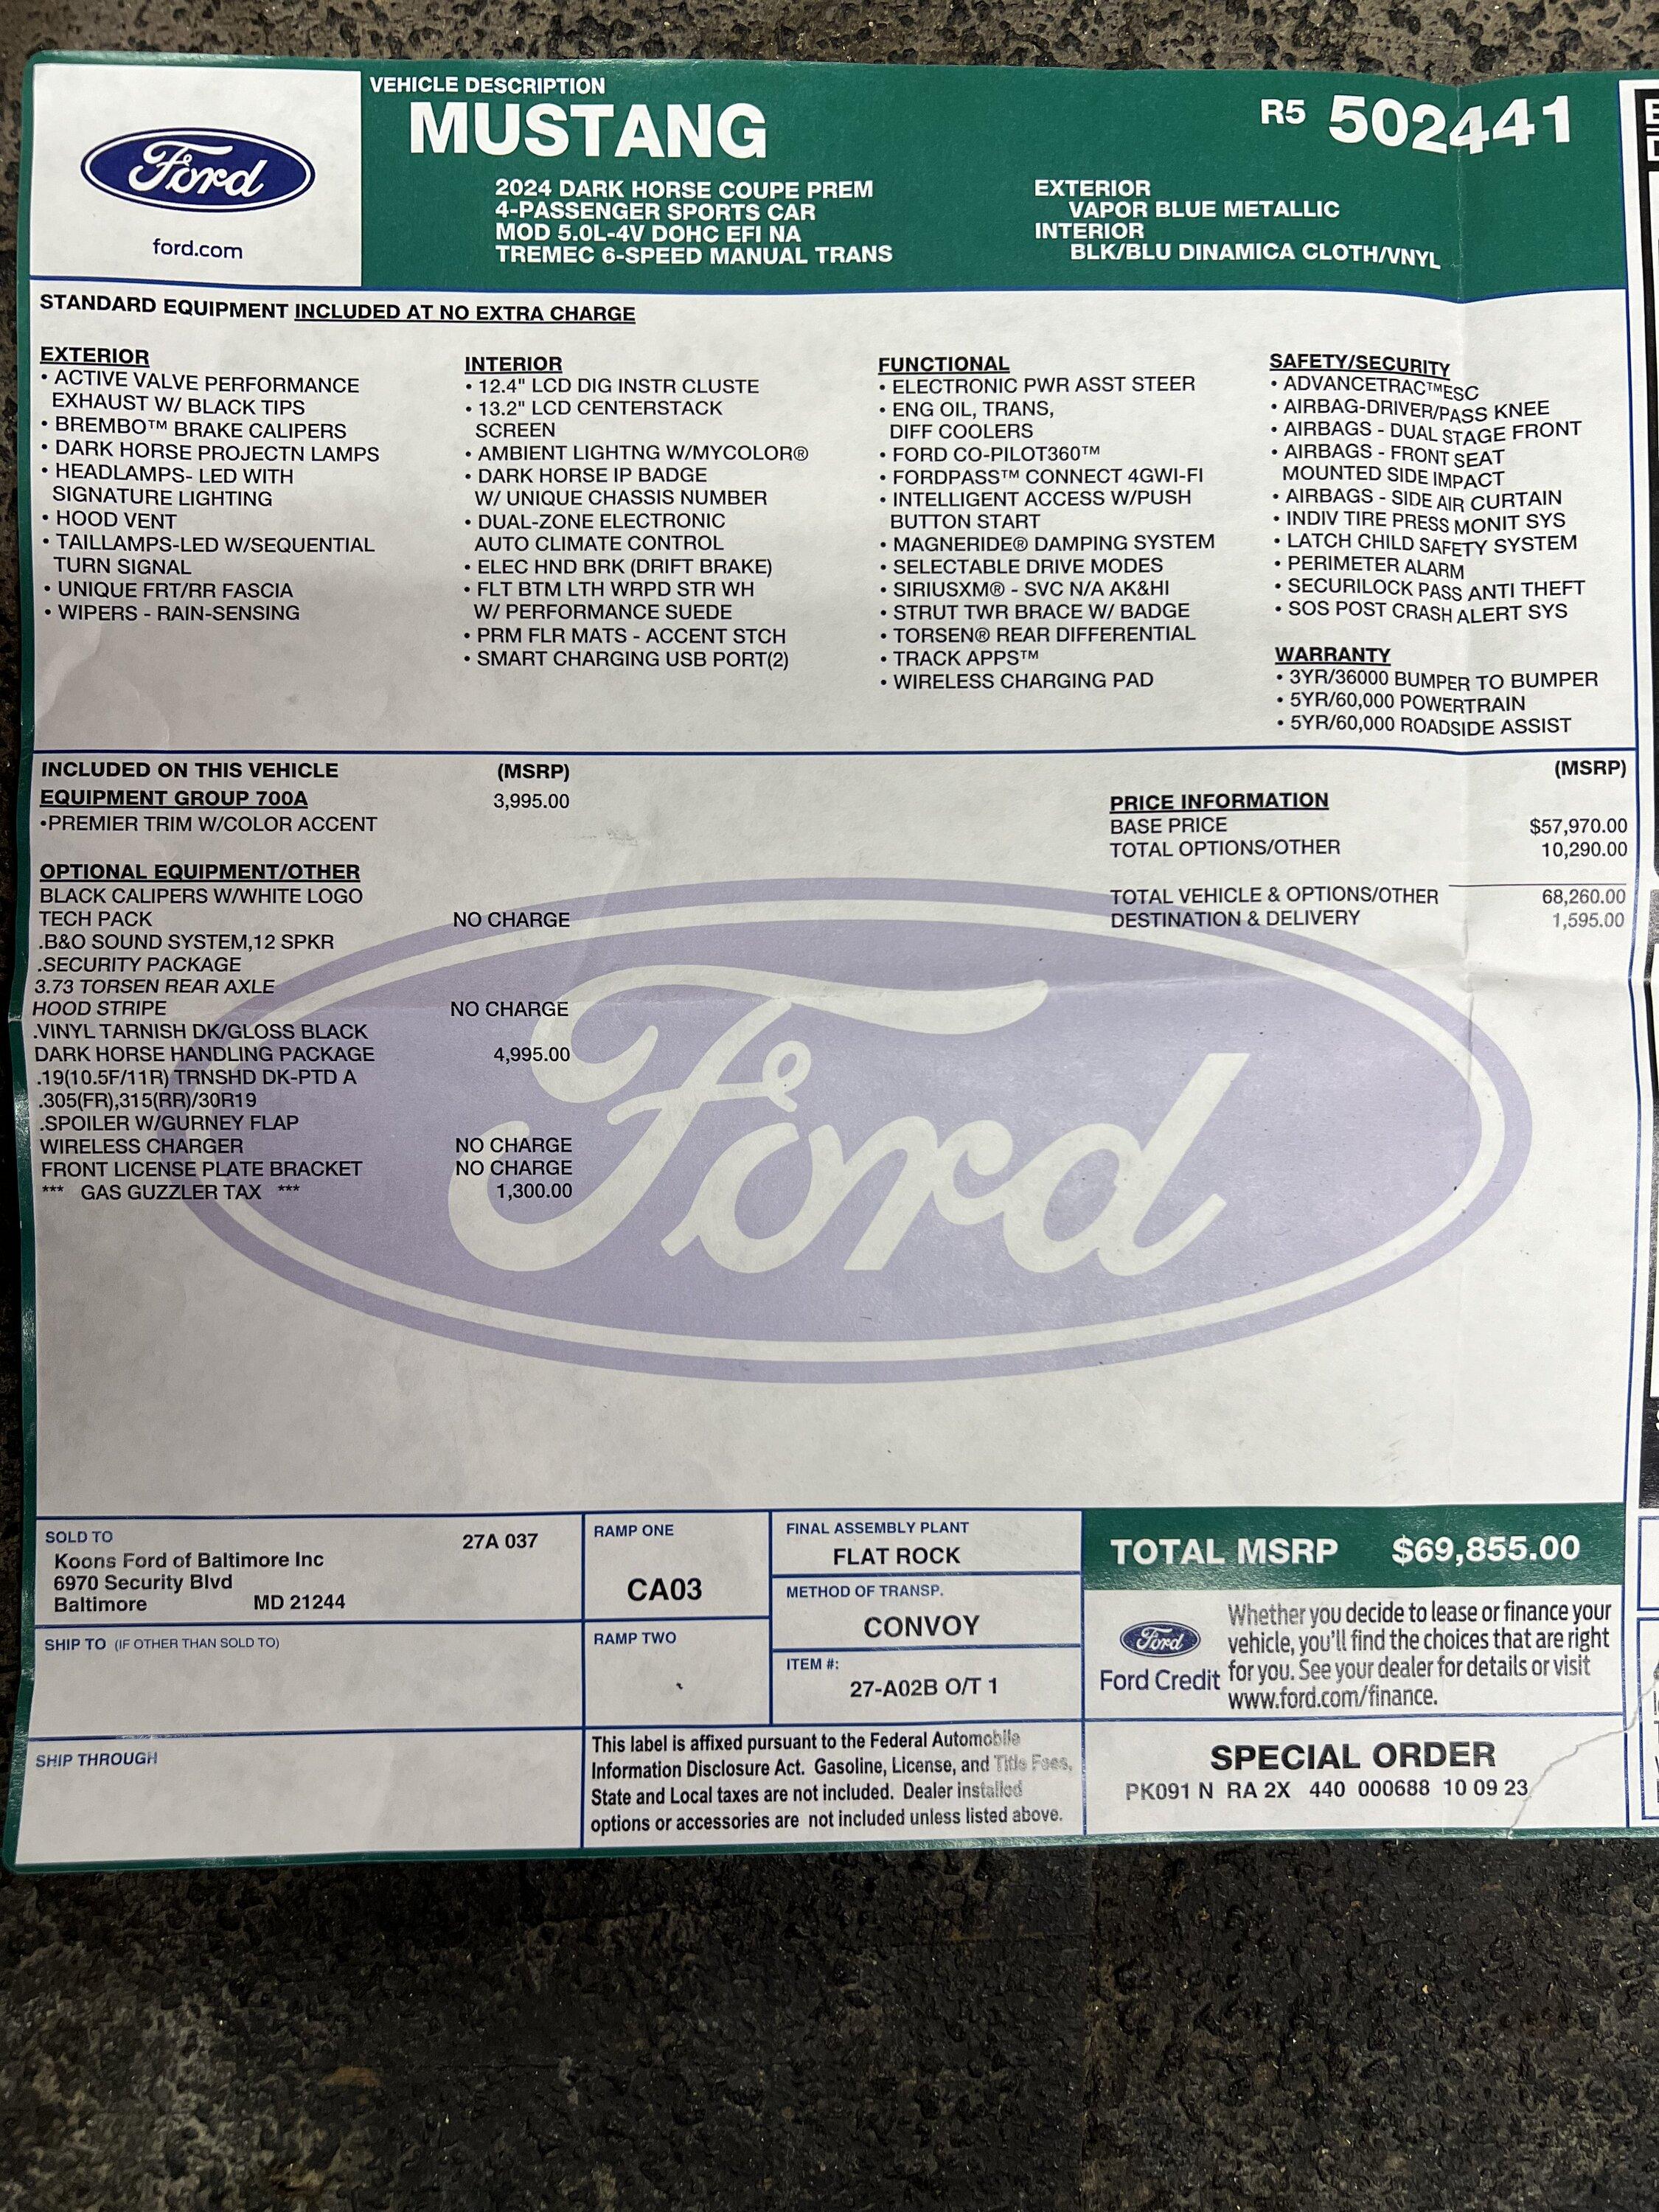 Ford
ford.com
VEHICLE DESCRIPTION
MUSTANG
2024 DARK HORSE COUPE PREM
4-PASSENGER SPORTS CAR
MOD 5.0L-4V DOHC EFI NA
TREMEC 6-SPEED MANUAL TRANS
R5 502441
EXTERIOR
VAPOR BLUE METALLIC
INTERIOR
BLK/BLU DINAMICA CLOTH/VNYL
STANDARD EQUIPMENT INCLUDED AT NO EXTRA CHARGE
EXTERIOR
• ACTIVE VALVE PERFORMANCE
EXHAUST W/ BLACK TIPS
• BREMBO™ BRAKE CALIPERS
• DARK HORSE PROJECTN LAMPS
• HEADLAMPS- LED WITH
SIGNATURE LIGHTING
• HOOD VENT
• TAILLAMPS-LED W/SEQUENTIAL
TURN SIGNAL
• UNIQUE FRT/RR FASCIA
• WIPERS - RAIN-SENSING
INTERIOR
• 12.4" LCD DIG INSTR CLUSTE
• 13.2" LCD CENTERSTACK
SCREEN
• AMBIENT LIGHTNG W/MYCOLOR®
• DARK HORSE IP BADGE
W/ UNIQUE CHASSIS NUMBER
• DUAL-ZONE ELECTRONIC
AUTO CLIMATE CONTROL
• ELEC HND BRK (DRIFT BRAKE)
• FLT BTM LTH WRPD STR WH
W/ PERFORMANCE SUEDE
• PRM FLR MATS - ACCENT STCH
• SMART CHARGING USB PORT(2)
FUNCTIONAL
• ELECTRONIC PWR ASST STEER
• ENG OIL, TRANS,
DIFF COOLERS
• FORD CO-PILOT360™
• FORDPASS™ CONNECT 4GWI-FI
• INTELLIGENT ACCESS W/PUSH
BUTTON START
• MAGNERIDE® DAMPING SYSTEM
• SELECTABLE DRIVE MODES
• SIRIUSXM® - SVC N/A AK&HI
• STRUT TWR BRACE W/ BADGE
• TORSEN® REAR DIFFERENTIAL
• TRACK APPS™
• WIRELESS CHARGING PAD
SAFETY/SECURITY
• ADVANCETRAC™ESC
• AIRBAG-DRIVER/PASS KNEE
• AIRBAGS - DUAL STAGE FRONT
• AIRBAGS - FRONT SEAT
MOUNTED SIDE IMPACT
• AIRBAGS - SIDE AIR CURTAIN
• INDIV TIRE PRESS MONIT SYS
• LATCH CHILD SAFETY SYSTEM
• PERIMETER ALARM
• SECURILOCK PASS ANTI THEFT
• SOS POST CRASH ALERT SYS
WARRANTY
• 3YR/36000 BUMPER TO BUMPER
• 5YR/60,000 POWERTRAIN
• 5YR/60,000 ROADSIDE ASSIST
INCLUDED ON THIS VEHICLE (MSRP)
EQUIPMENT GROUP 700A 3,995.00
•PREMIER TRIM W/COLOR ACCENT
OPTIONAL EQUIPMENT/OTHER
BLACK CALIPERS W/WHITE LOGO
TECH PACK NO CHARGE
.B&O SOUND SYSTEM,12 SPKR
.SECURITY PACKAGE
3.73 TORSEN REAR AXLE
HOOD STRIPE NO CHARGE
.VINYL TARNISH DK/GLOSS BLACK
DARK HORSE HANDLING PACKAGE 4,995.00
.19(10.5F/11R) TRNSHD DK-PTD A
.305(FR),315(RR)/30R19
.SPOILER W/GURNEY FLAP
WIRELESS CHARGER NO CHARGE
FRONT LICENSE PLATE BRACKET NO CHARGE
*** GAS GUZZLER TAX *** 1,300.00
(MSRP)
PRICE INFORMATION
BASE PRICE $57,970.00
TOTAL OPTIONS/OTHER 10,290.00
TOTAL VEHICLE & OPTIONS/OTHER 68,260.00
DESTINATION & DELIVERY 1,595.00
Ford
SOLD TO 27A 037
Koons Ford of Baltimore Inc
6970 Security Blvd
Baltimore MD 21244
SHIP TO (IF OTHER THAN SOLD TO)
SHIP THROUGH
RAMP ONE
CA03
RAMP TWO
FINAL ASSEMBLY PLANT
FLAT ROCK
METHOD OF TRANSP.
CONVOY
ITEM #:
27-A02B O/T 1
This label is affixed pursuant to the Federal Automobile
Information Disclosure Act. Gasoline, License, and Title Fees,
State and Local taxes are not included. Dealer installed
options or accessories are not included unless listed above.
TOTAL MSRP $69,855.00
Ford
Ford Credit
Whether you decide to lease or finance your
vehicle, you'll find the choices that are right
for you. See your dealer for details or visit
www.ford.com/finance.
SPECIAL ORDER
PK091 N RA 2X 440 000688 10 09 23